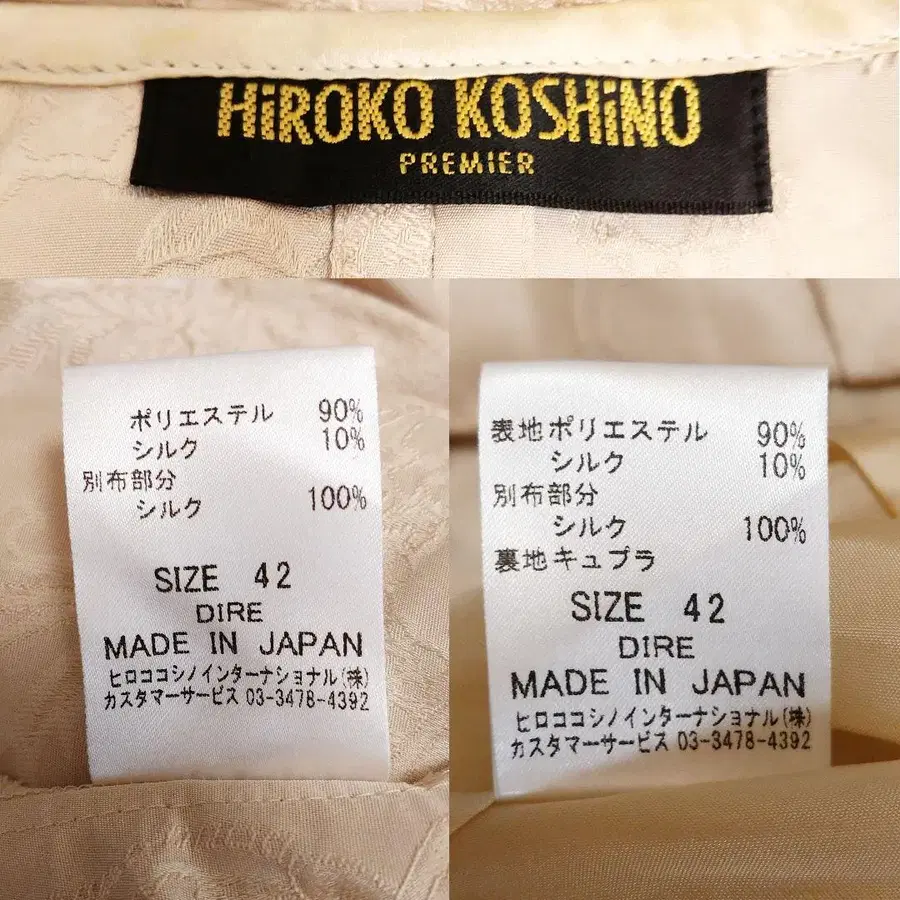 HiROKO KOSHiNO
PREMIER
ポリエステル 90%
シルク 10%
別布部分
シルク 100%
SIZE 42
DIRE
MADE IN JAPAN
ヒロココシノインターナショナル(株)
カスタマーサービス 03-3478-4392
表地ポリエステル 90%
シルク 10%
別布部分
シルク 100%
裏地キュプラ
SIZE 42
DIRE
MADE IN JAPAN
ヒロココシノインターナショナル(株)
カスタマーサービス 03-3478-4392